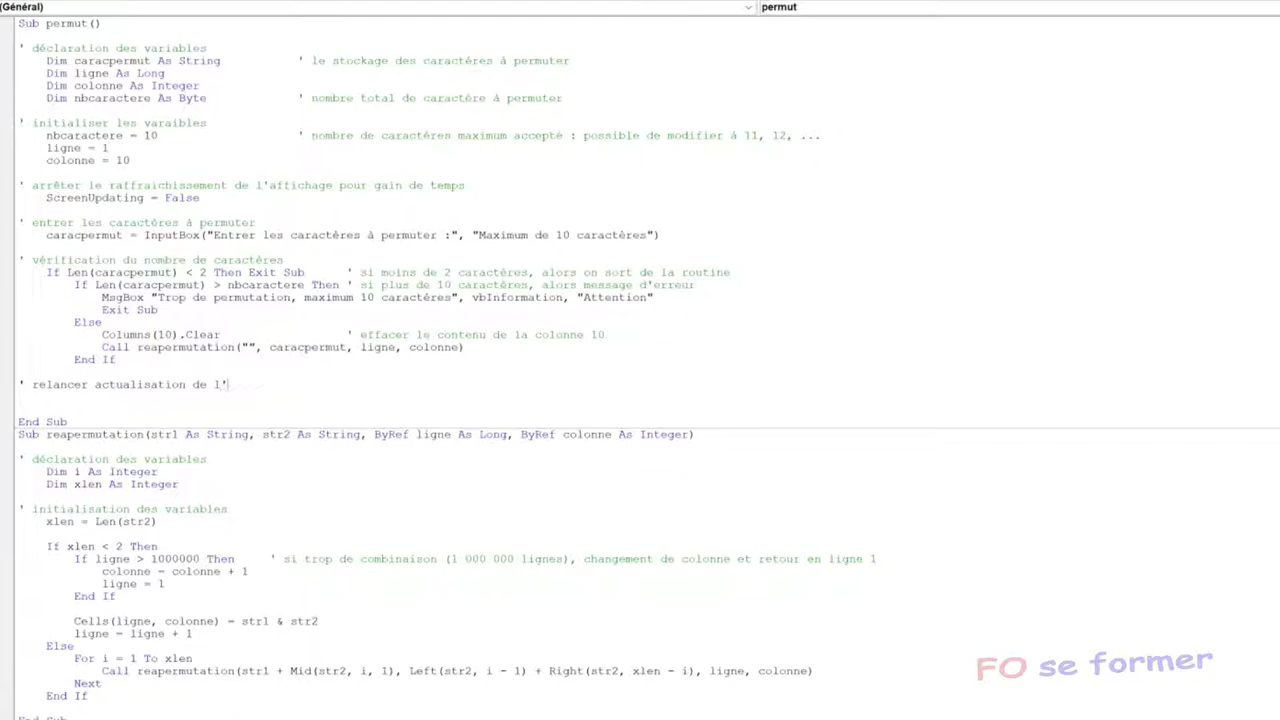 (Général) permut
Sub permut()
' déclaration des variables
Dim caracpermut As String ' le stockage des caractères à permuter
Dim ligne As Long
Dim colonne As Integer
Dim nbcaractere As Byte ' nombre total de caractère à permuter
' initialiser les varaibles
nbcaractere = 10 ' nombre de caractères maximum accepté : possible de modifier à 11, 12, ...
ligne = 1
colonne = 10
' arrêter le raffraichissement de l'affichage pour gain de temps
ScreenUpdating = False
' entrer les caractères à permuter
caracpermut = InputBox("Entrer les caractères à permuter :", "Maximum de 10 caractères")
' vérification du nombre de caractères
If Len(caracpermut) < 2 Then Exit Sub ' si moins de 2 caractères, alors on sort de la routine
If Len(caracpermut) > nbcaractere Then ' si plus de 10 caractères, alors message d'erreur
MsgBox "Trop de permutation, maximum 10 caractères", vbInformation, "Attention"
Exit Sub
Else
Columns(10).Clear ' effacer le contenu de la colonne 10
Call reapermutation("", caracpermut, ligne, colonne)
End If
' relancer actualisation de l'
End Sub
Sub reapermutation(str1 As String, str2 As String, ByRef ligne As Long, ByRef colonne As Integer)
' déclaration des variables
Dim i As Integer
Dim xlen As Integer
' initialisation des variables
xlen = Len(str2)
If xlen < 2 Then
If ligne > 1000000 Then ' si trop de combinaison (1 000 000 lignes), changement de colonne et retour en ligne 1
colonne = colonne + 1
ligne = 1
End If
Cells(ligne, colonne) = str1 & str2
ligne = ligne + 1
Else
For i = 1 To xlen
Call reapermutation(str1 + Mid(str2, i, 1), Left(str2, i - 1) + Right(str2, xlen - i), ligne, colonne)
Next
End If
End Sub
FO se former